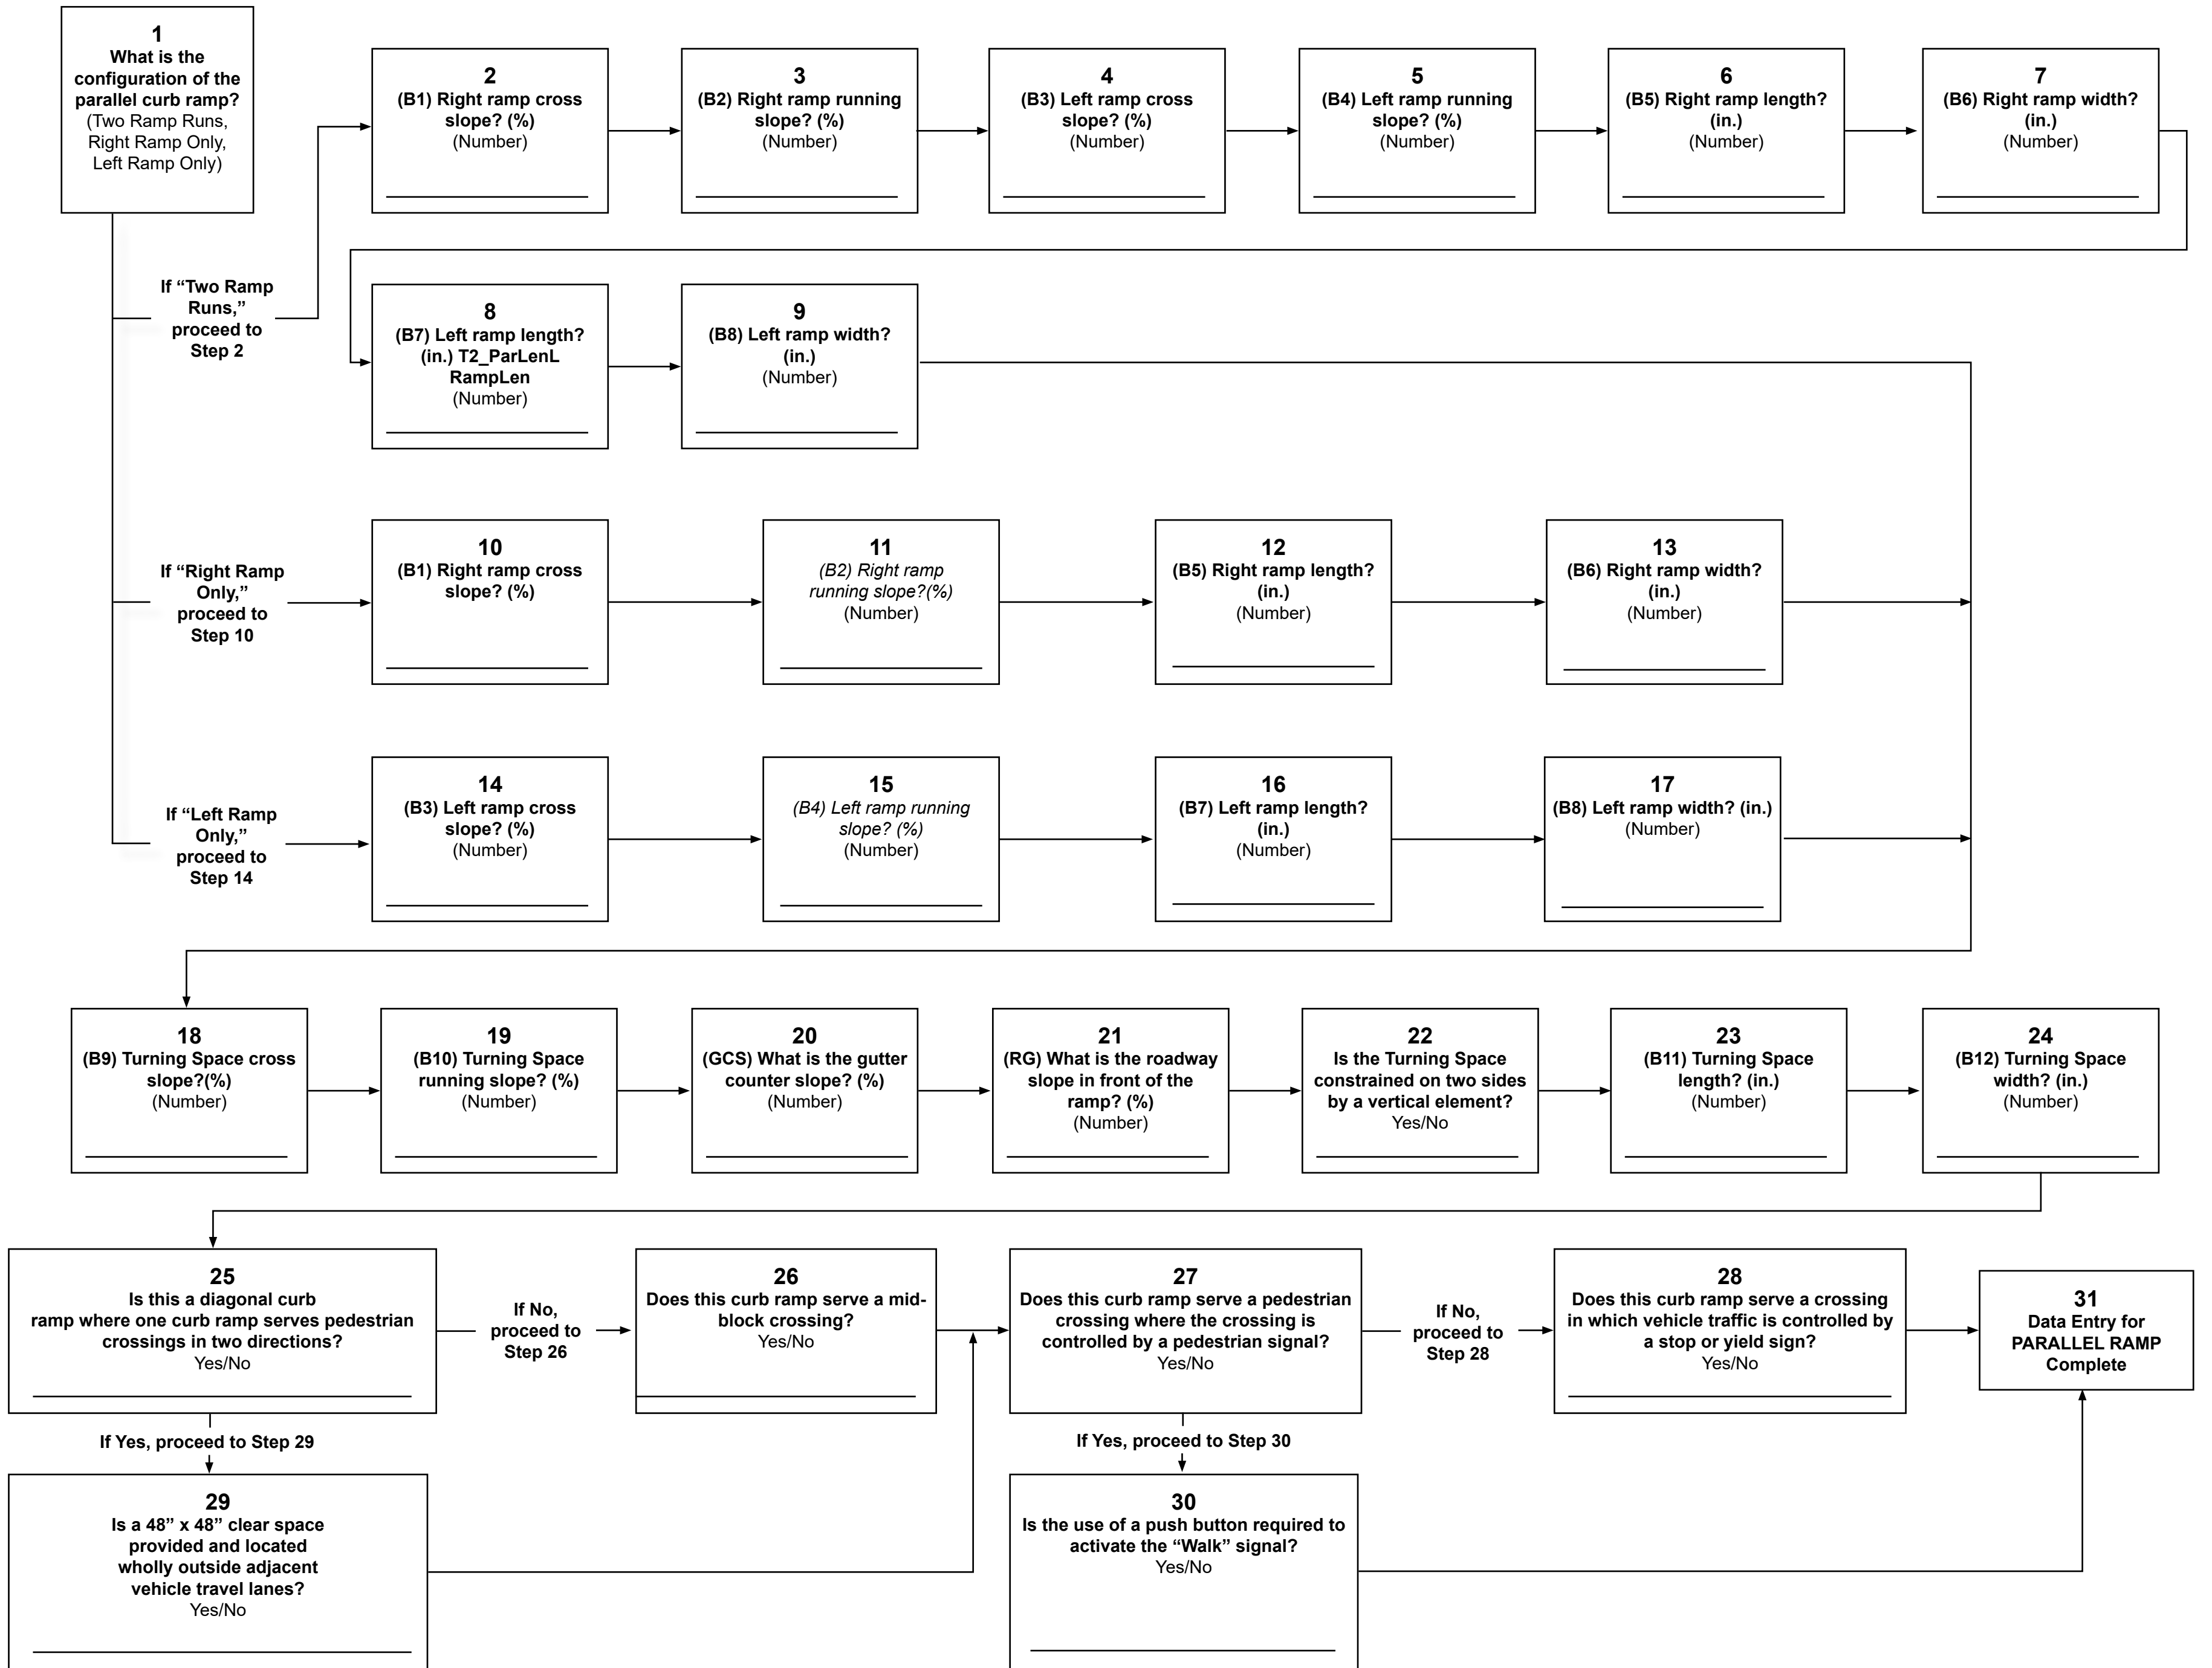 1
What is the
configuration of the
parallel curb ramp?
(Two Ramp Runs,
Right Ramp Only,
Left Ramp Only)
If “Two Ramp
Runs,”
proceed to
Step 2
2
(B1) Right ramp cross
slope? (%)
(Number)
3
(B2) Right ramp running
slope? (%)
(Number)
4
(B3) Left ramp cross
slope? (%)
(Number)
5
(B4) Left ramp running
slope? (%)
(Number)
6
(B5) Right ramp length?
(in.)
(Number)
7
(B6) Right ramp width?
(in.)
(Number)
8
(B7) Left ramp length?
(in.) T2_ParLenL
RampLen
(Number)
9
(B8) Left ramp width?
(in.)
(Number)
If “Right Ramp
Only,”
proceed to
Step 10
10
(B1) Right ramp cross
slope? (%)
11
(B2) Right ramp
running slope?(%)
(Number)
12
(B5) Right ramp length?
(in.)
(Number)
13
(B6) Right ramp width?
(in.)
(Number)
If “Left Ramp
Only,”
proceed to
Step 14
14
(B3) Left ramp cross
slope? (%)
(Number)
15
(B4) Left ramp running
slope? (%)
(Number)
16
(B7) Left ramp length?
(in.)
(Number)
17
(B8) Left ramp width? (in.)
(Number)
18
(B9) Turning Space cross
slope?(%)
(Number)
19
(B10) Turning Space
running slope? (%)
(Number)
20
(GCS) What is the gutter
counter slope? (%)
(Number)
21
(RG) What is the roadway
slope in front of the
ramp? (%)
(Number)
22
Is the Turning Space
constrained on two sides
by a vertical element?
Yes/No
23
(B11) Turning Space
length? (in.)
(Number)
24
(B12) Turning Space
width? (in.)
(Number)
25
Is this a diagonal curb
ramp where one curb ramp serves pedestrian
crossings in two directions?
Yes/No
If No,
proceed to
Step 26
26
Does this curb ramp serve a mid-
block crossing?
Yes/No
27
Does this curb ramp serve a pedestrian
crossing where the crossing is
controlled by a pedestrian signal?
Yes/No
If No,
proceed to
Step 28
28
Does this curb ramp serve a crossing
in which vehicle traffic is controlled by
a stop or yield sign?
Yes/No
31
Data Entry for
PARALLEL RAMP
Complete
If Yes, proceed to Step 29
If Yes, proceed to Step 30
29
Is a 48” x 48” clear space
provided and located
wholly outside adjacent
vehicle travel lanes?
Yes/No
30
Is the use of a push button required to
activate the “Walk” signal?
Yes/No